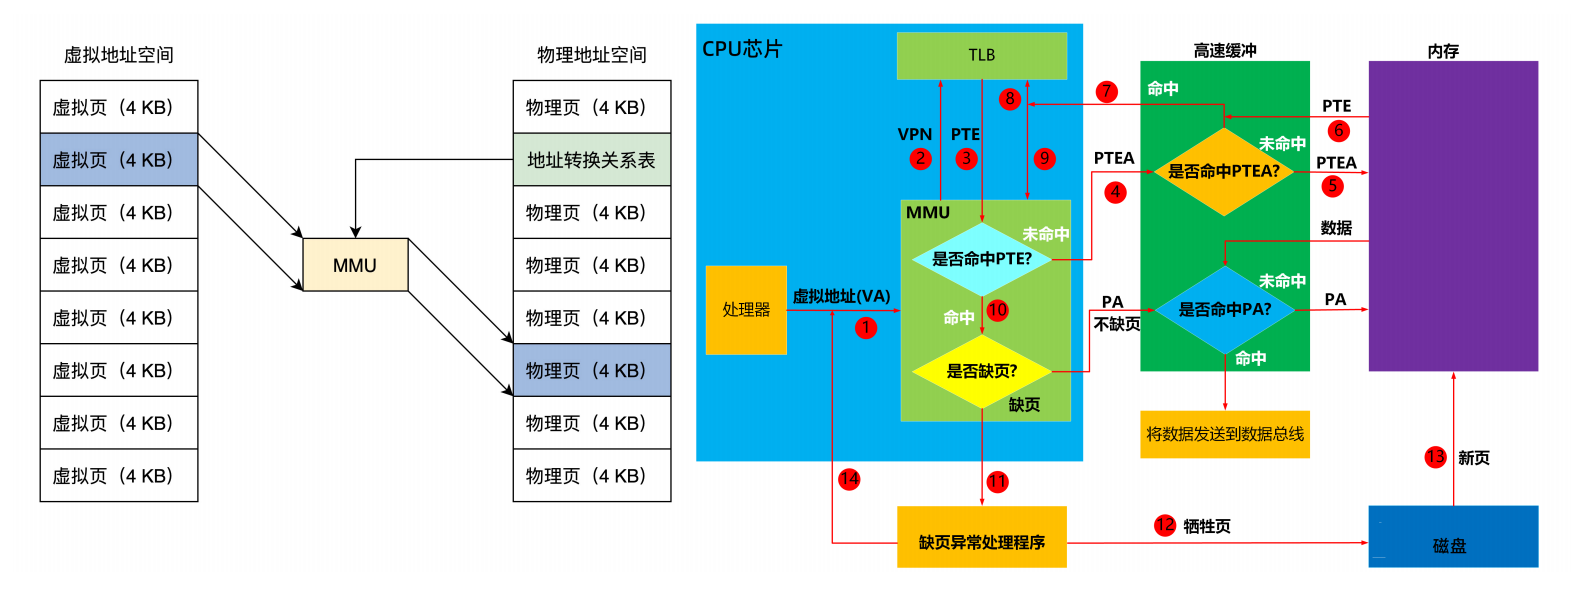 虚拟地址空间
虚拟页（4 KB）
虚拟页（4 KB）
虚拟页（4 KB）
虚拟页（4 KB）
虚拟页（4 KB）
虚拟页（4 KB）
虚拟页（4 KB）
虚拟页（4 KB）
MMU
物理地址空间
物理页（4 KB）
地址转换关系表
物理页（4 KB）
物理页（4 KB）
物理页（4 KB）
物理页（4 KB）
物理页（4 KB）
物理页（4 KB）
CPU芯片
TLB
VPN
2
PTE
3
8
9
7
MMU
未命中
是否命中PTE?
处理器
虚拟地址(VA)
1
命中
10
是否缺页?
缺页
PTEA
4
PA
不缺页
高速缓冲
命中
未命中
是否命中PTEA?
未命中
是否命中PA?
命中
将数据发送到数据总线
内存
PTE
6
PTEA
5
数据
PA
14
11
缺页异常处理程序
12
牺牲页
13
新页
磁盘